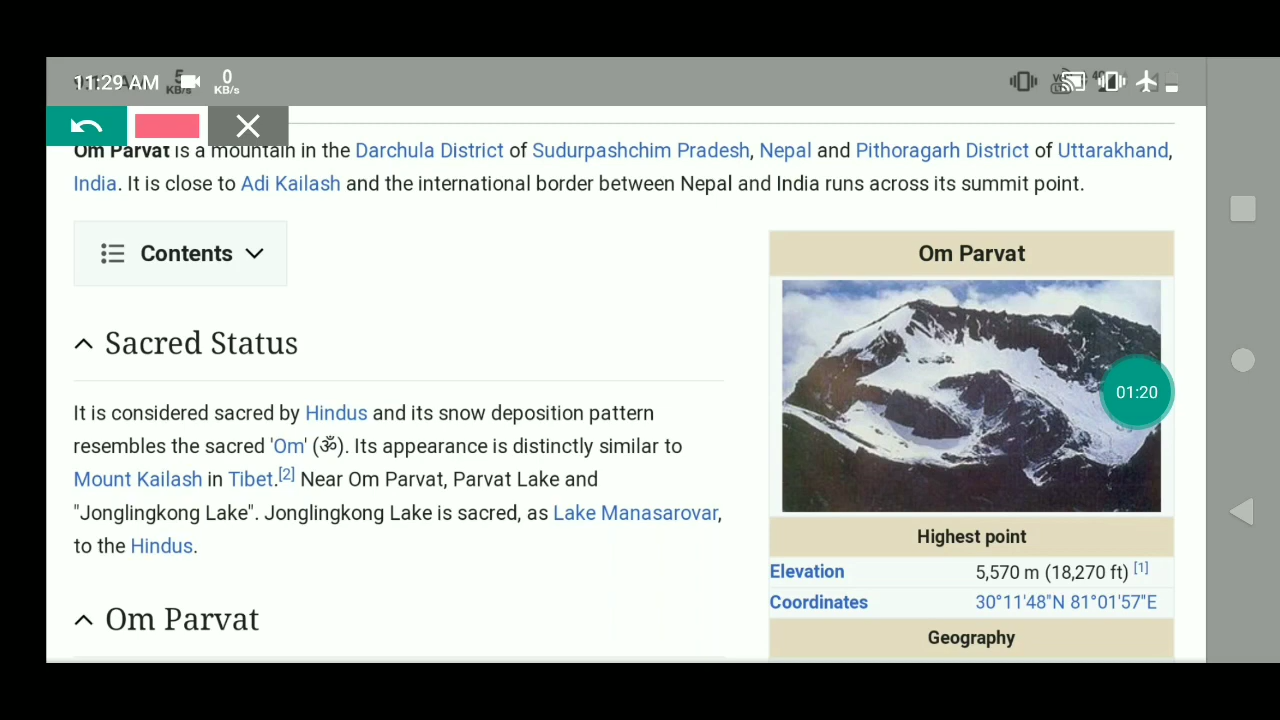 11:29 AM
5
KB/s
0
KB/s
Om Parvat is a mountain in the Darchula District of Sudurpashchim Pradesh, Nepal and Pithoragarh District of Uttarakhand,
India. It is close to Adi Kailash and the international border between Nepal and India runs across its summit point.
Contents
Sacred Status
It is considered sacred by Hindus and its snow deposition pattern
resembles the sacred 'Om' (ॐ). Its appearance is distinctly similar to
Mount Kailash in Tibet.[2] Near Om Parvat, Parvat Lake and
"Jonglingkong Lake". Jonglingkong Lake is sacred, as Lake Manasarovar,
to the Hindus.
Om Parvat
Om Parvat
01:20
Highest point
Elevation 5,570 m (18,270 ft) [1]
Coordinates 30°11'48"N 81°01'57"E
Geography